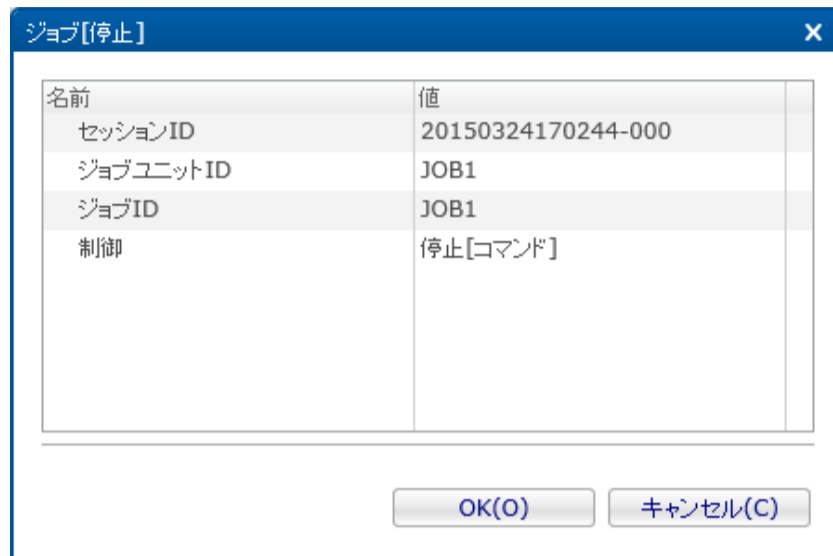 ジョブ[停止]
名前 値
セッションID 20150324170244-000
ジョブユニットID JOB1
ジョブID JOB1
制御 停止[コマンド]
OK(O) キャンセル(C)